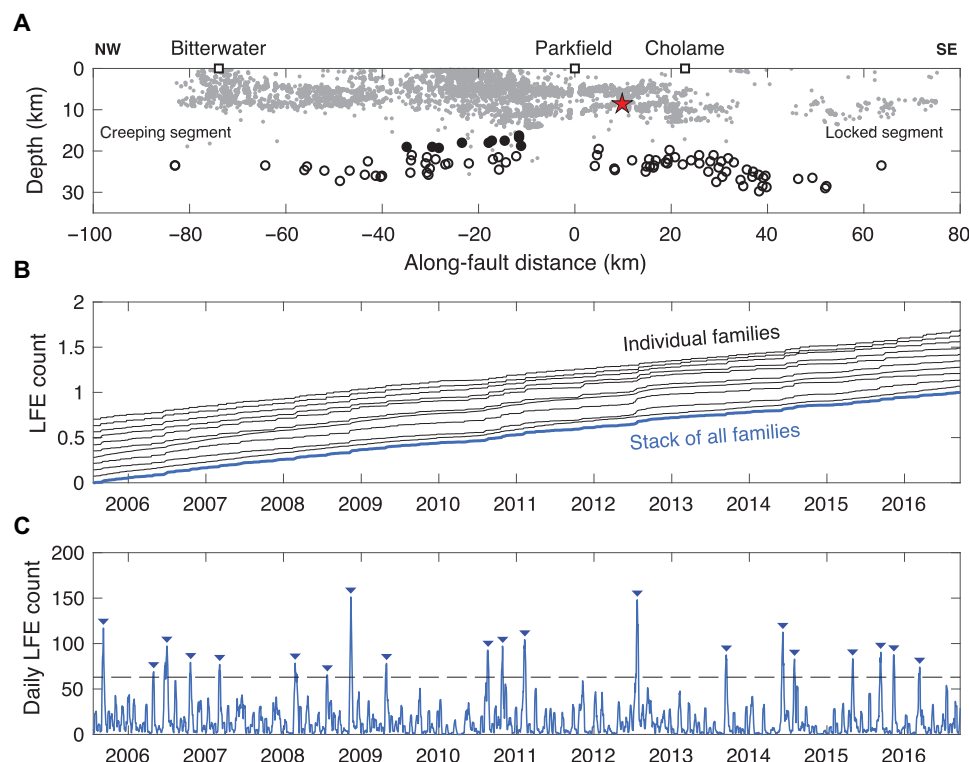 A
NW Bitterwater Parkfield Cholame SE
0
10
20
30
Depth (km)
Creeping segment Locked segment
−100 −80 −60 −40 −20 0 20 40 60 80
Along-fault distance (km)
B
2
1.5
1
0.5
0
LFE count
Individual families
Stack of all families
2006 2007 2008 2009 2010 2011 2012 2013 2014 2015 2016
C
200
150
100
50
0
Daily LFE count
2006 2007 2008 2009 2010 2011 2012 2013 2014 2015 2016